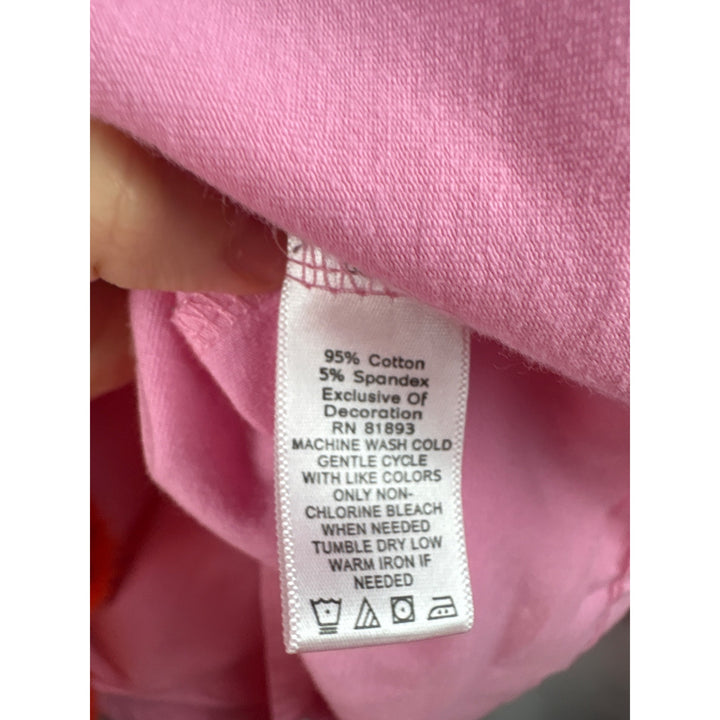 95% Cotton
5% Spandex
Exclusive Of
Decoration
RN 81893
MACHINE WASH COLD
GENTLE CYCLE
WITH LIKE COLORS
ONLY NON-
CHLORINE BLEACH
WHEN NEEDED
TUMBLE DRY LOW
WARM IRON IF
NEEDED